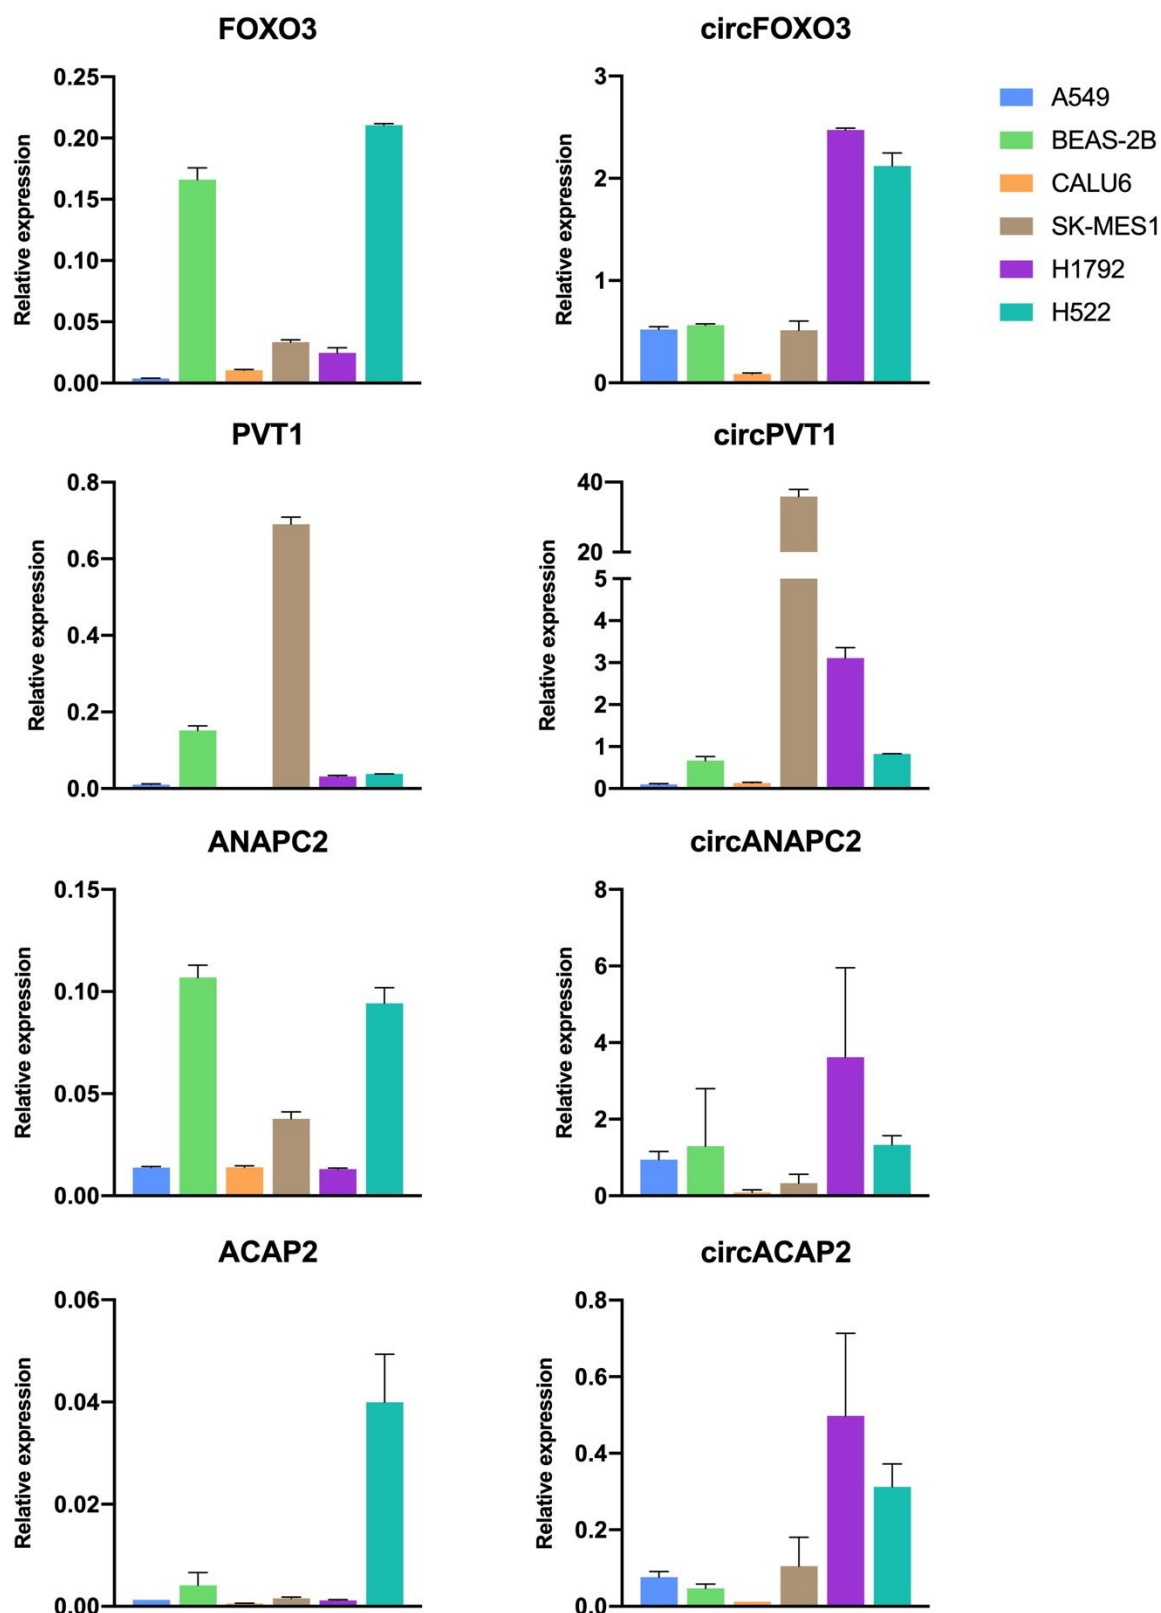 FOXO3
0.25
0.20
0.15
0.10
0.05
0.00
Relative expression
circFOXO3
3
2
1
0
Relative expression
A549
BEAS-2B
CALU6
SK-MES1
H1792
H522
PVT1
0.8
0.6
0.4
0.2
0.0
Relative expression
circPVT1
40
20
5
4
3
2
1
0
Relative expression
ANAPC2
0.15
0.10
0.05
0.00
Relative expression
circANAPC2
8
6
4
2
0
Relative expression
ACAP2
0.06
0.04
0.02
0.00
Relative expression
circACAP2
0.8
0.6
0.4
0.2
0.0
Relative expression